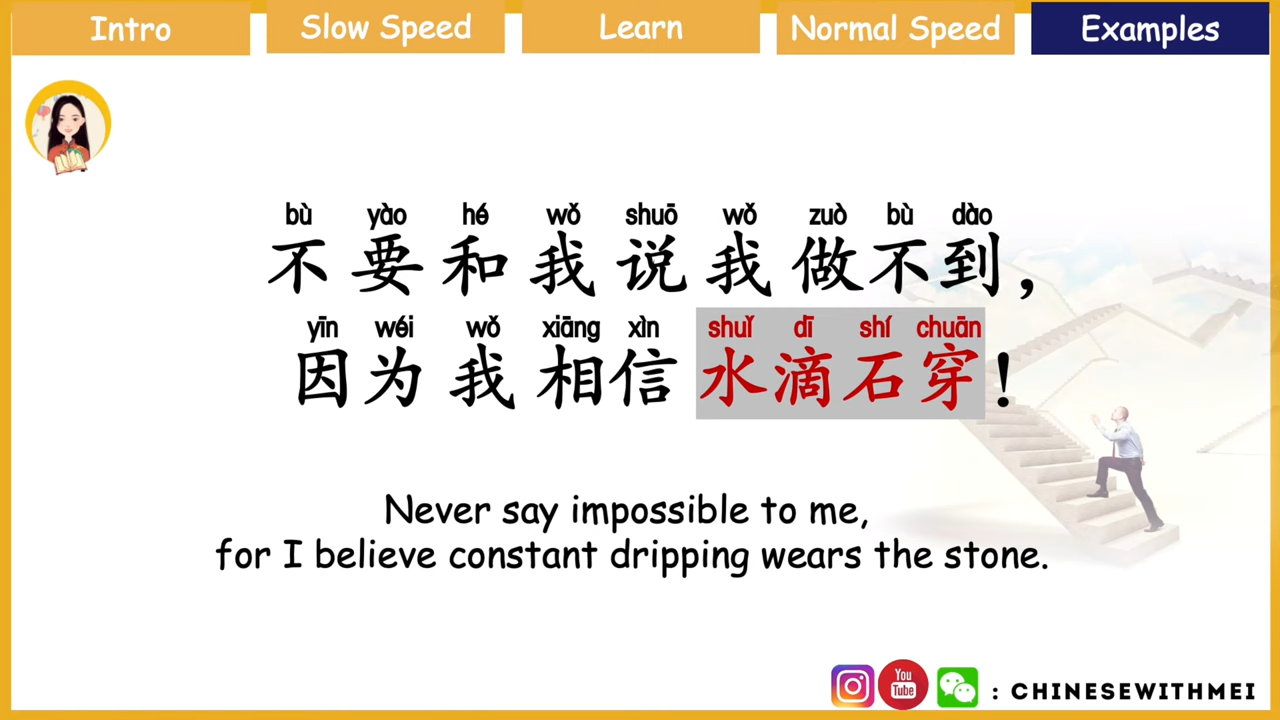 Intro Slow Speed Learn Normal Speed Examples
bù yào hé wǒ shuō wǒ zuò bù dào
不要和我说我做不到，
yīn wéi wǒ xiāng xìn shuǐ dī shí chuān
因为我相信水滴石穿！
Never say impossible to me,
for I believe constant dripping wears the stone.
You Tube : CHINESEWITHMEI